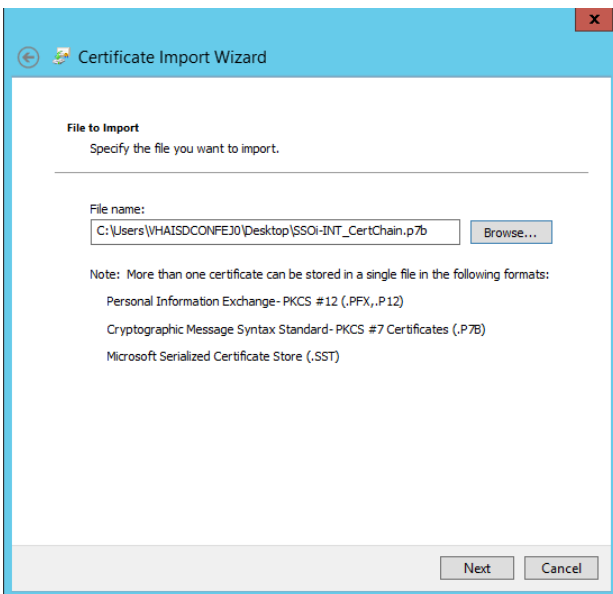 x
Certificate Import Wizard
File to Import
Specify the file you want to import.
File name:
C:\Users\VHAISDCONFEJ0\Desktop\SSOi-INT_CertChain.p7b
Browse...
Note: More than one certificate can be stored in a single file in the following formats:
Personal Information Exchange- PKCS #12 (.PFX,.P12)
Cryptographic Message Syntax Standard- PKCS #7 Certificates (.P7B)
Microsoft Serialized Certificate Store (.SST)
Next
Cancel